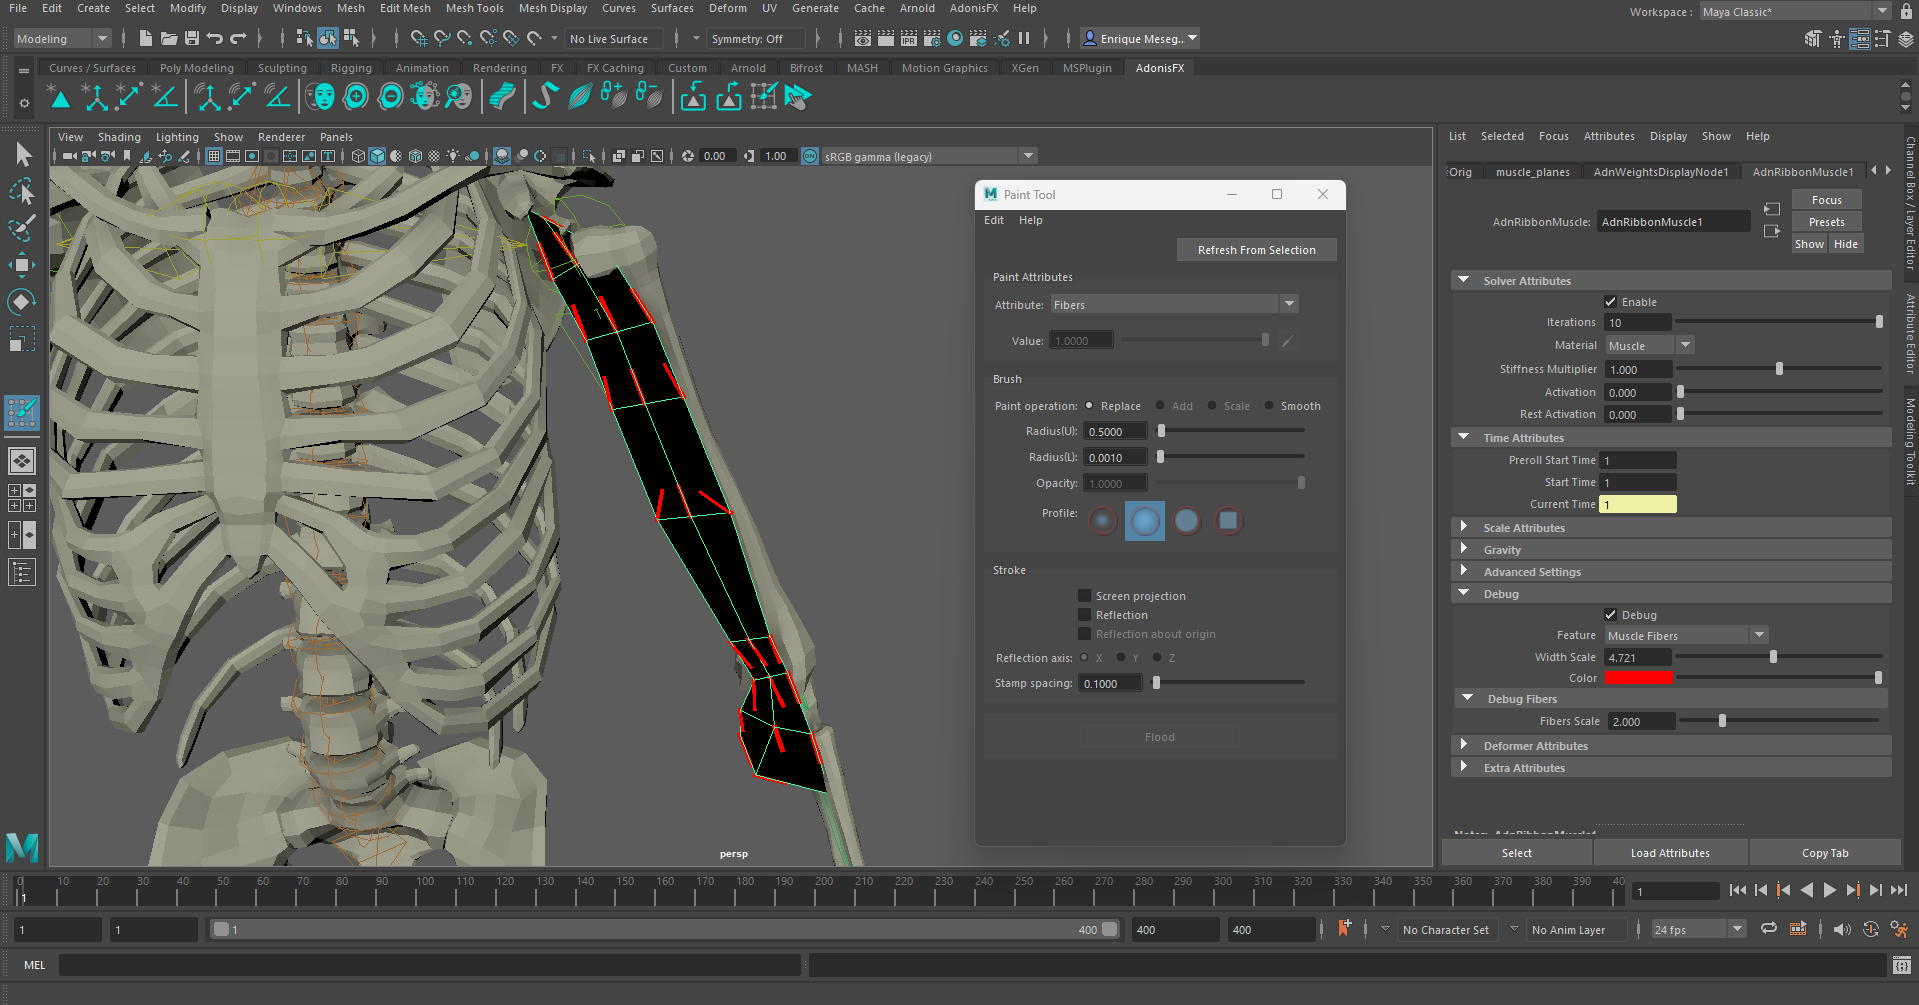 File Edit Create Select Modify Display Windows Mesh Edit Mesh Mesh Tools Mesh Display Curves Surfaces Deform UV Generate Cache Arnold AdonisFX Help
Workspace : Maya Classic*
Modeling No Live Surface Symmetry: Off IPR Enrique Meseg...
Curves / Surfaces Poly Modeling Sculpting Rigging Animation Rendering FX FX Caching Custom Arnold Bifrost MASH Motion Graphics XGen MSPlugin AdonisFX
View Shading Lighting Show Renderer Panels
0.00 1.00 ON sRGB gamma (legacy)
persp
Paint Tool
Edit Help
Refresh From Selection
Paint Attributes
Attribute: Fibers
Value: 1.0000
Brush
Paint operation: Replace Add Scale Smooth
Radius(U): 0.5000
Radius(L): 0.0010
Opacity: 1.0000
Profile:
Stroke
Screen projection
Reflection
Reflection about origin
Reflection axis: X Y Z
Stamp spacing: 0.1000
Flood
List Selected Focus Attributes Display Show Help
Orig muscle_planes AdnWeightsDisplayNode1 AdnRibbonMuscle1
Focus
AdnRibbonMuscle: AdnRibbonMuscle1 Presets
Show Hide
Solver Attributes
Enable
Iterations 10
Material Muscle
Stiffness Multiplier 1.000
Activation 0.000
Rest Activation 0.000
Time Attributes
Preroll Start Time 1
Start Time 1
Current Time 1
Scale Attributes
Gravity
Advanced Settings
Debug
Debug
Feature Muscle Fibers
Width Scale 4.721
Color
Debug Fibers
Fibers Scale 2.000
Deformer Attributes
Extra Attributes
Notes: AdnRibbonMuscle1
Select Load Attributes Copy Tab
Channel Box / Layer Editor
Attribute Editor
Modeling Toolkit
0 10 20 30 40 50 60 70 80 90 100 110 120 130 140 150 160 170 180 190 200 210 220 230 240 250 260 270 280 290 300 310 320 330 340 350 360 370 380 390 40
1 1
1 1 1 400 400 400 No Character Set No Anim Layer 24 fps
MEL